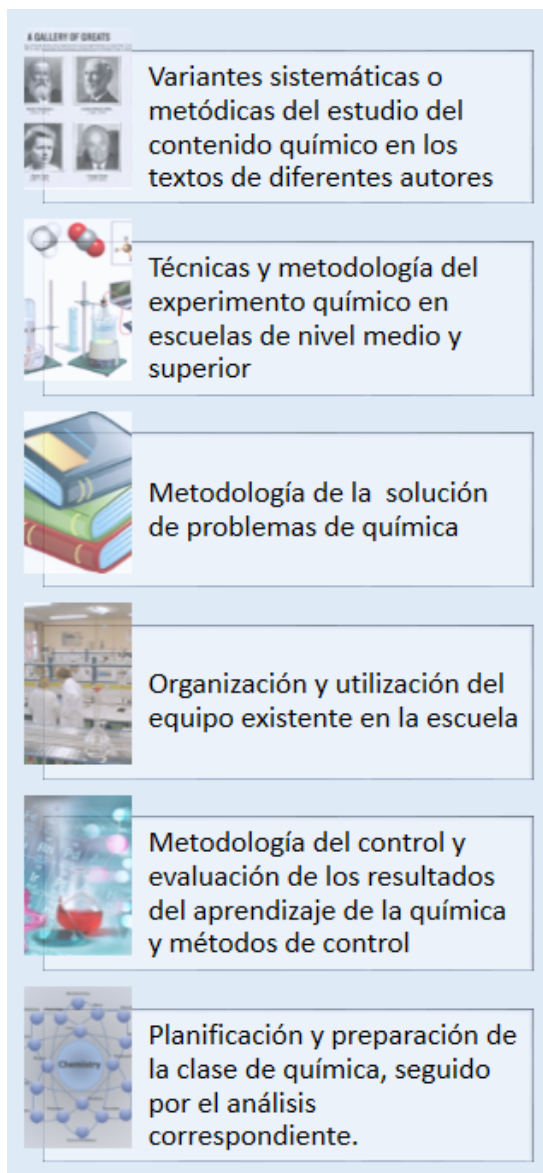 A GALLERY OF GREATS
Variantes sistemáticas o
metódicas del estudio del
contenido químico en los
textos de diferentes autores
Técnicas y metodología del
experimento químico en
escuelas de nivel medio y
superior
Metodología de la  solución
de problemas de química
Organización y utilización del
equipo existente en la escuela
Metodología del control y
evaluación de los resultados
del aprendizaje de la química
y métodos de control
Chemistry
Planificación y preparación de
la clase de química, seguido
por el análisis
correspondiente.